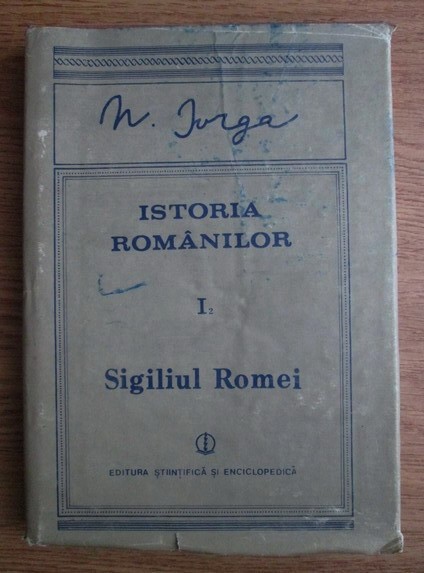 N. Iorga
ISTORIA
ROMÂNILOR
I₂
Sigiliul Romei
EDITURA ȘTIINȚIFICĂ ȘI ENCICLOPEDICĂ